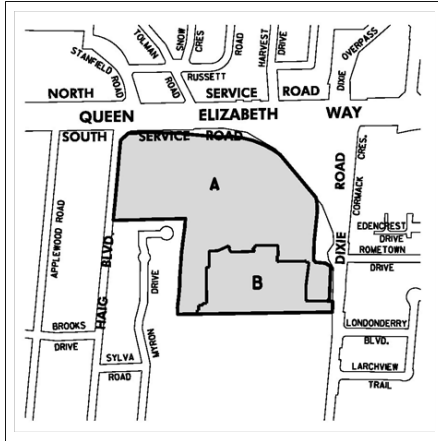 STANFIELD ROAD
TOLMAN
ROAD
SNOW
CRES
ROAD
HARVEST
DRIVE
DIXIE
OVERPASS
RUSSETT
NORTH SERVICE ROAD
QUEEN ELIZABETH WAY
SOUTH SERVICE ROAD
APPLEWOOD ROAD
HAIG BLVD.
A
DIXIE ROAD
CORMACK CRES.
EDENCREST
DRIVE
ROMETOWN
DRIVE
MYRON DRIVE
B
BROOKS
DRIVE
SYLVA
ROAD
LONDONDERRY
BLVD.
LARCHVIEW
TRAIL